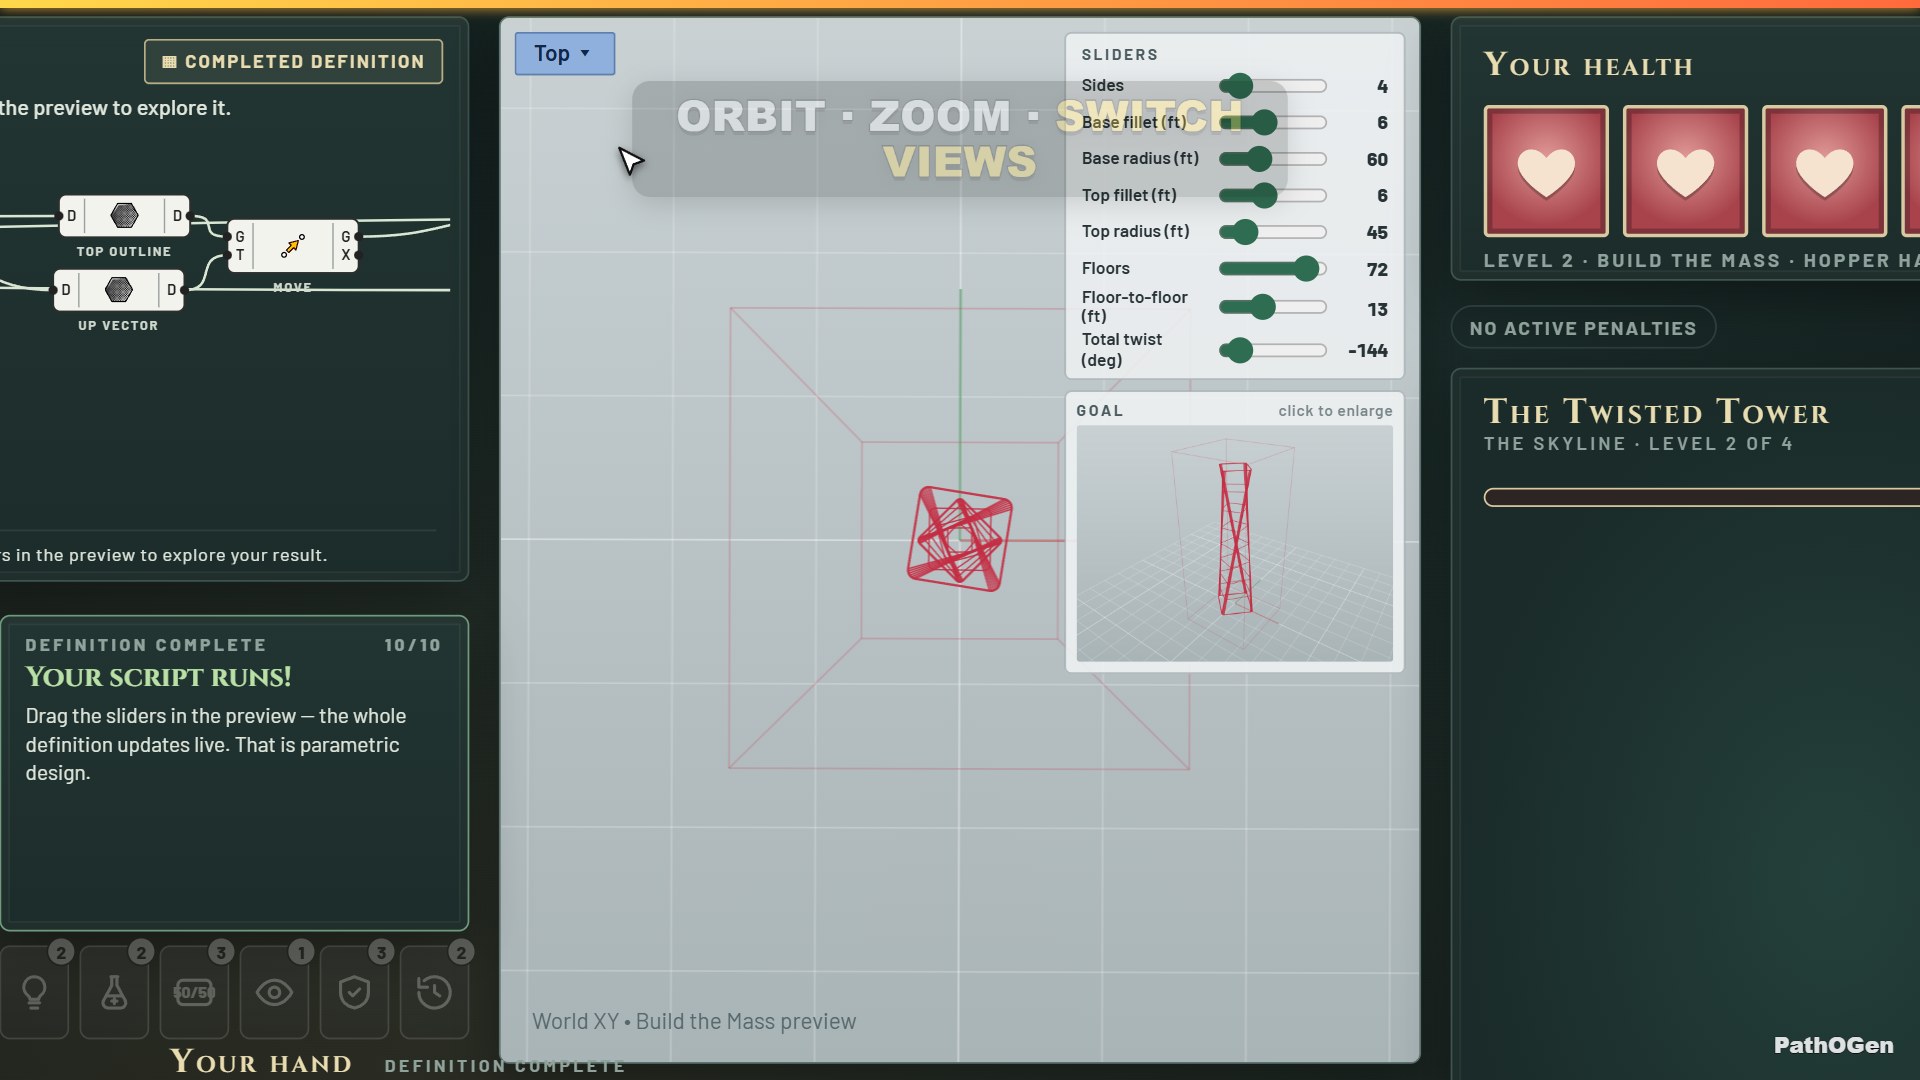 COMPLETED DEFINITION
the preview to explore it.
D D
TOP OUTLINE
G G
T X
MOVE
D D
UP VECTOR
s in the preview to explore your result.
DEFINITION COMPLETE 10/10
YOUR SCRIPT RUNS!
Drag the sliders in the preview — the whole
definition updates live. That is parametric
design.
2 2 3 1 3 2
50/50
YOUR HAND DEFINITION COMPLETE
Top
ORBIT · ZOOM · SWITCH
VIEWS
SLIDERS
Sides 4
Base fillet (ft) 6
Base radius (ft) 60
Top fillet (ft) 6
Top radius (ft) 45
Floors 72
Floor-to-floor
(ft) 13
Total twist
(deg) -144
GOAL click to enlarge
World XY • Build the Mass preview
YOUR HEALTH
LEVEL 2 · BUILD THE MASS · HOPPER HA
NO ACTIVE PENALTIES
THE TWISTED TOWER
THE SKYLINE · LEVEL 2 OF 4
PathOGen